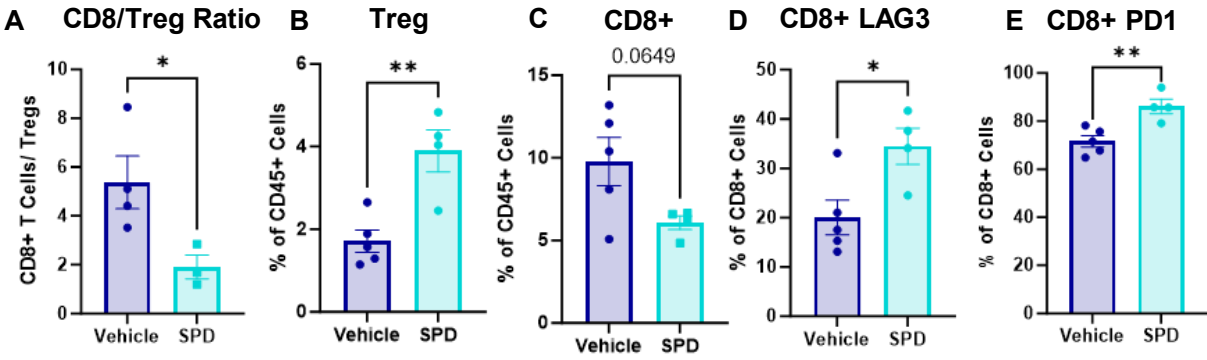 A CD8/Treg Ratio
CD8+ T Cells/ Tregs
10
8
6
4
2
0
*
Vehicle SPD
B Treg
% of CD45+ Cells
6
4
2
0
**
Vehicle SPD
C CD8+
% of CD45+ Cells
15
10
5
0
0.0649
Vehicle SPD
D CD8+ LAG3
% of CD8+ Cells
50
40
30
20
10
0
*
Vehicle SPD
E CD8+ PD1
% of CD8+ Cells
100
80
60
40
20
0
**
Vehicle SPD